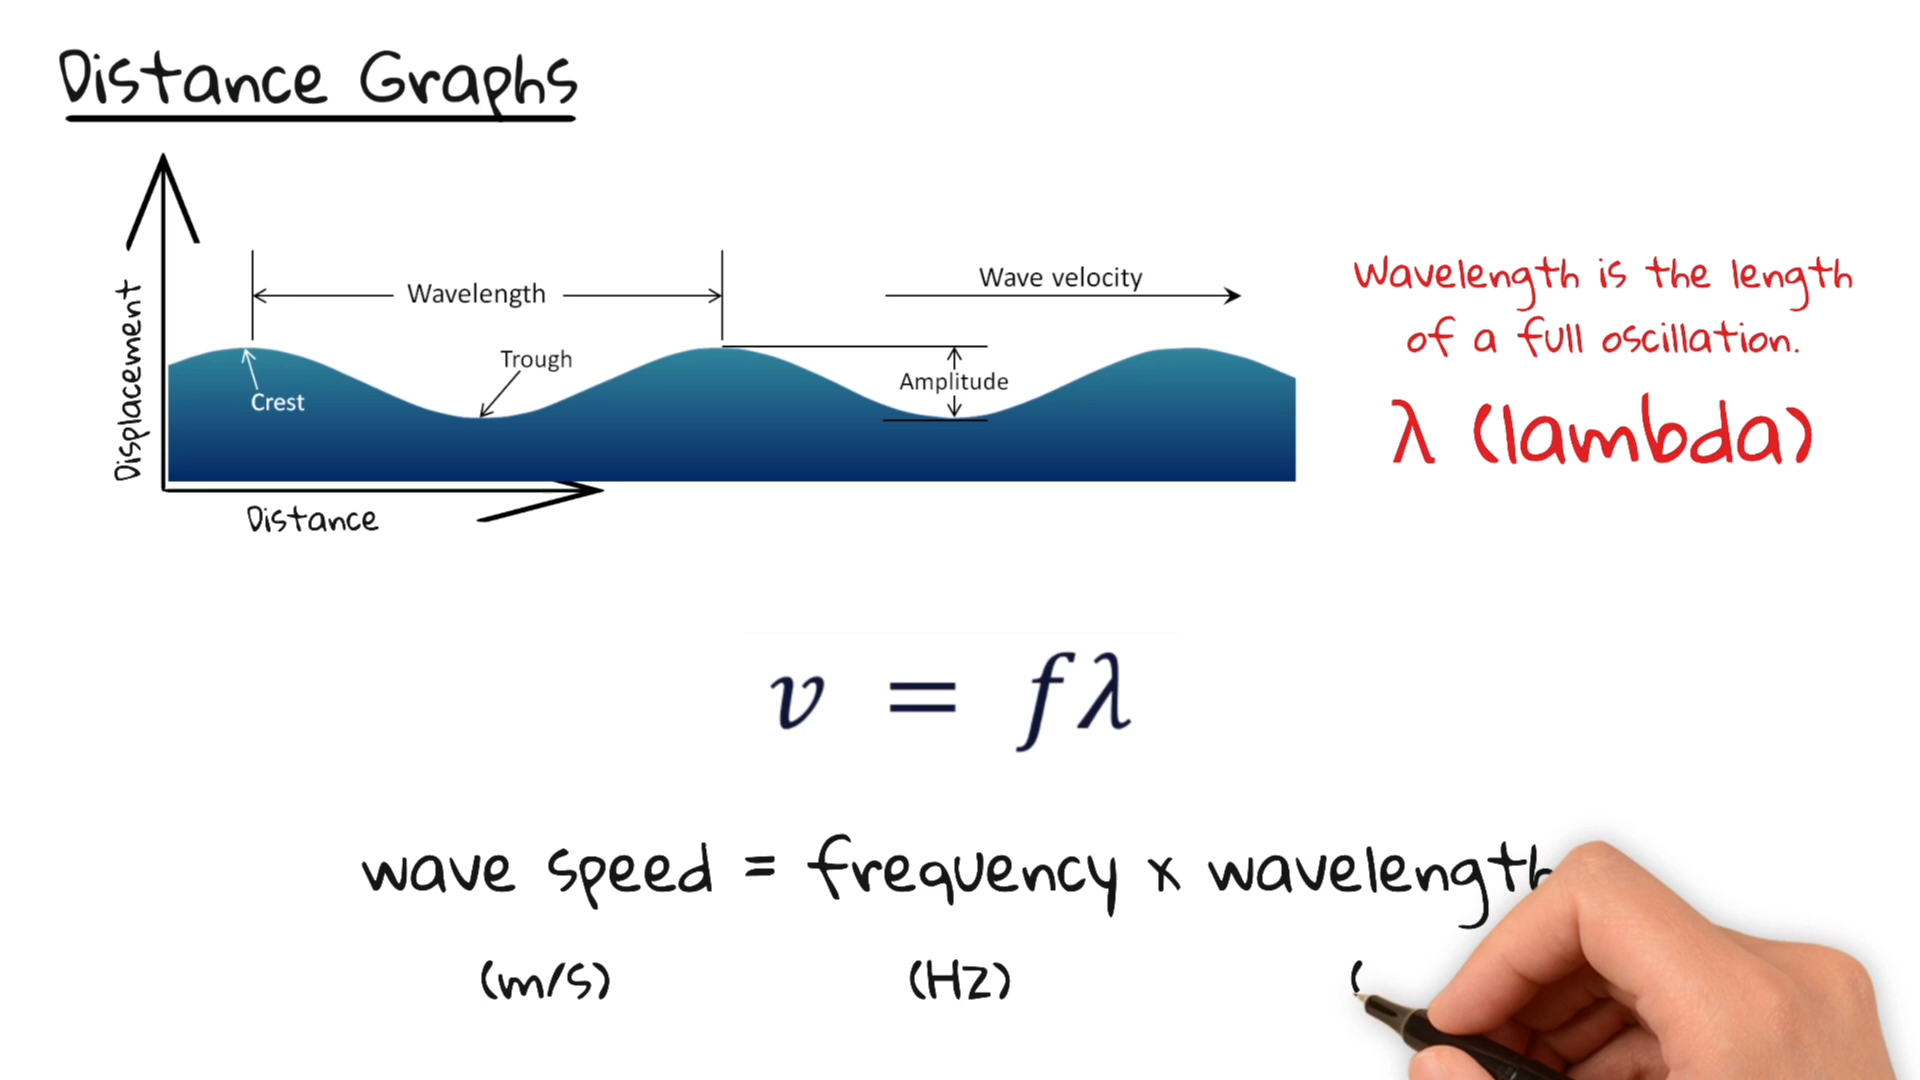 Distance Graphs
Displacement
Wavelength
Wave velocity
Trough
Crest
Amplitude
Distance
Wavelength is the length
of a full oscillation.
λ (lambda)
v = fλ
wave speed = frequency x wavelength
(m/s) (Hz) (